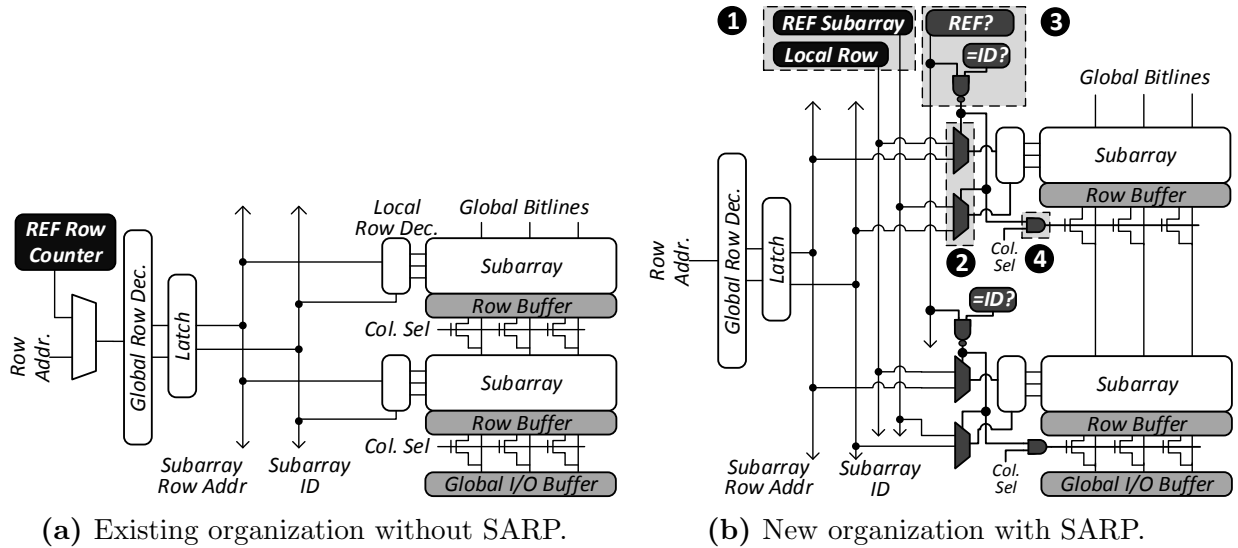 REF Row
Counter
Row
Addr.
Global Row Dec.
Latch
Subarray
Row Addr
Subarray
ID
Local
Row Dec.
Global Bitlines
Subarray
Row Buffer
Col. Sel
Subarray
Row Buffer
Col. Sel
Global I/O Buffer
(a) Existing organization without SARP.
1
REF Subarray
Local Row
REF?
=ID?
3
Global Bitlines
Row
Addr.
Global Row Dec.
Latch
Subarray
Row Buffer
2
Col.
Sel
4
=ID?
Subarray
Row Buffer
Col.
Sel
Subarray
Row Addr
Subarray
ID
Global I/O Buffer
(b) New organization with SARP.